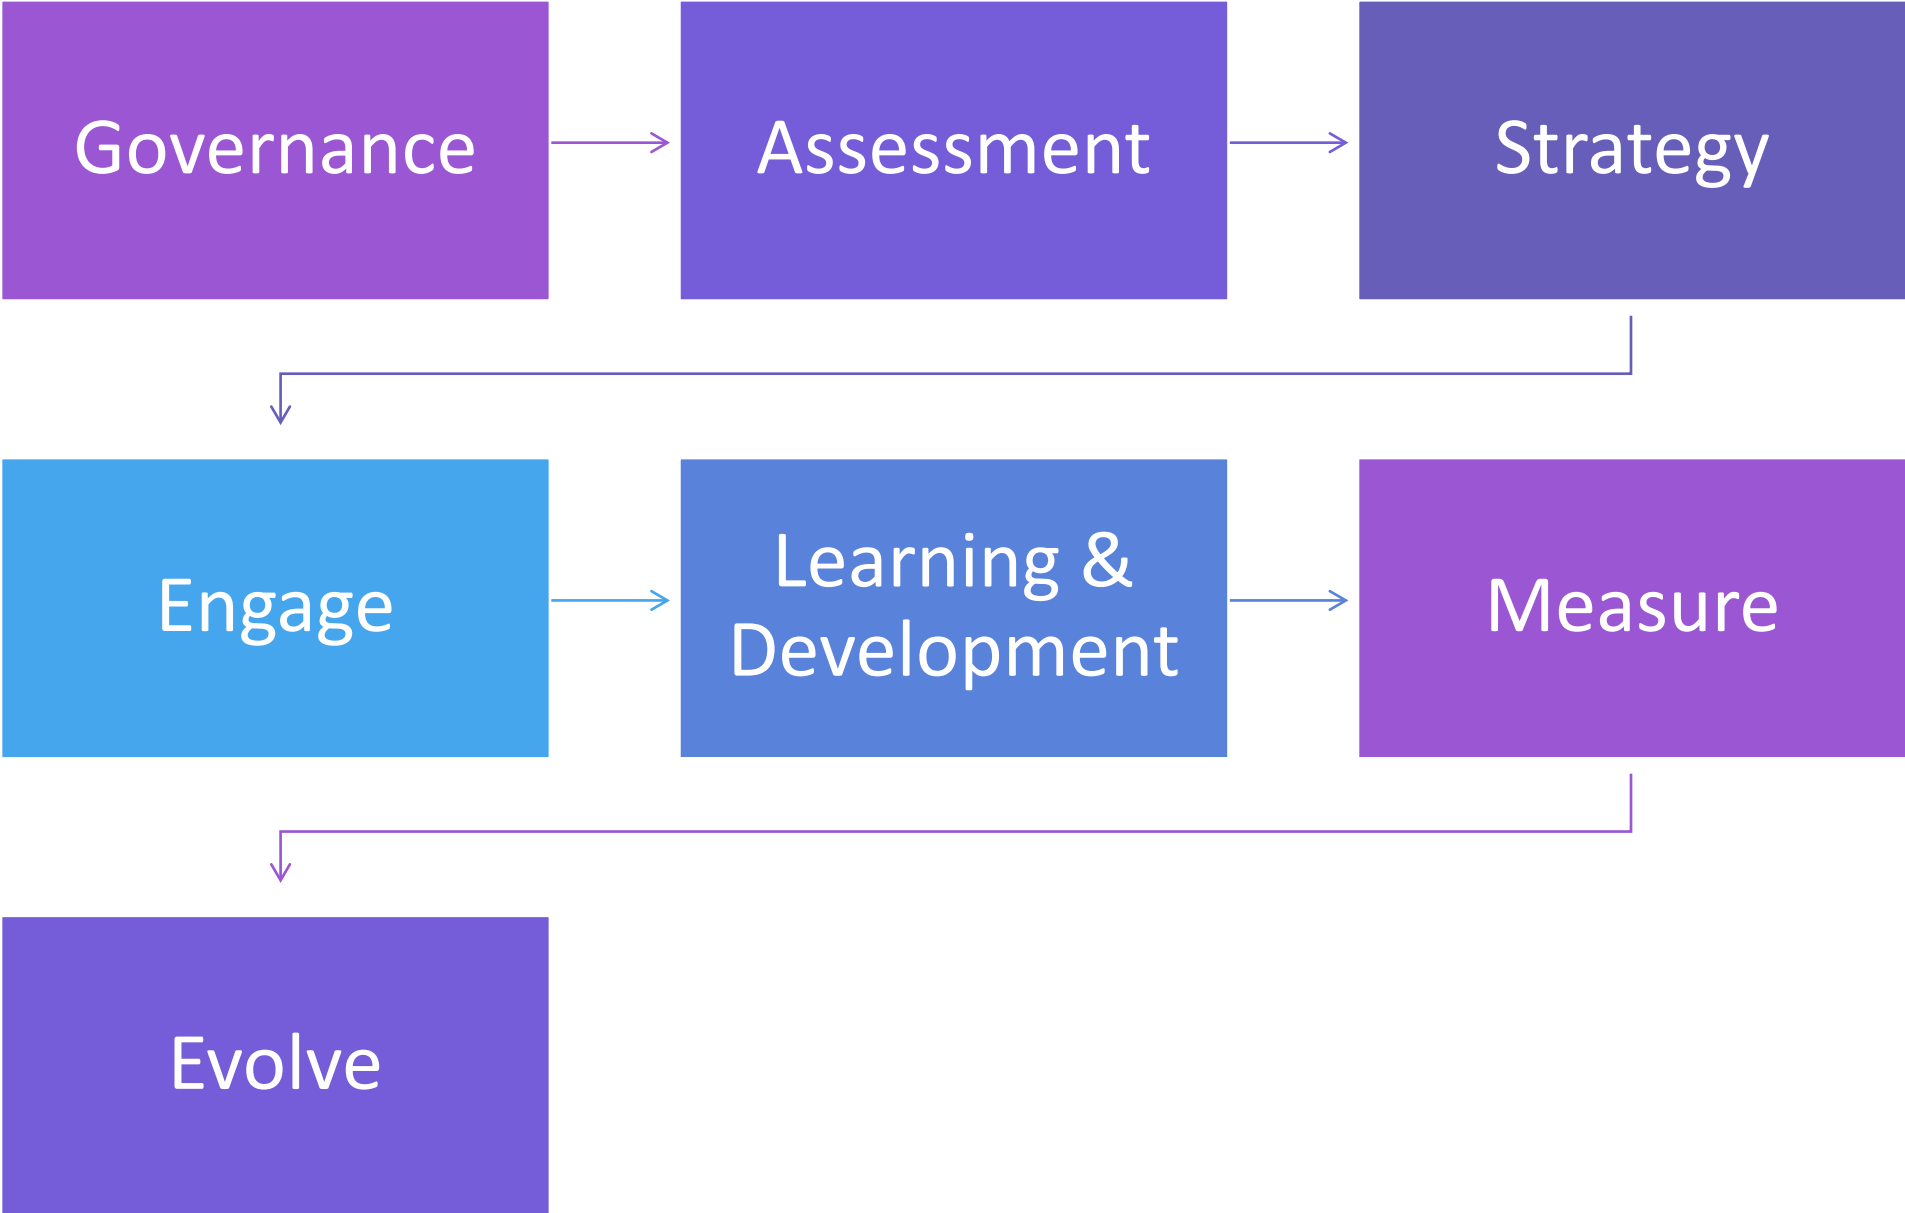 Governance
Assessment
Strategy
Engage
Learning &
Development
Measure
Evolve